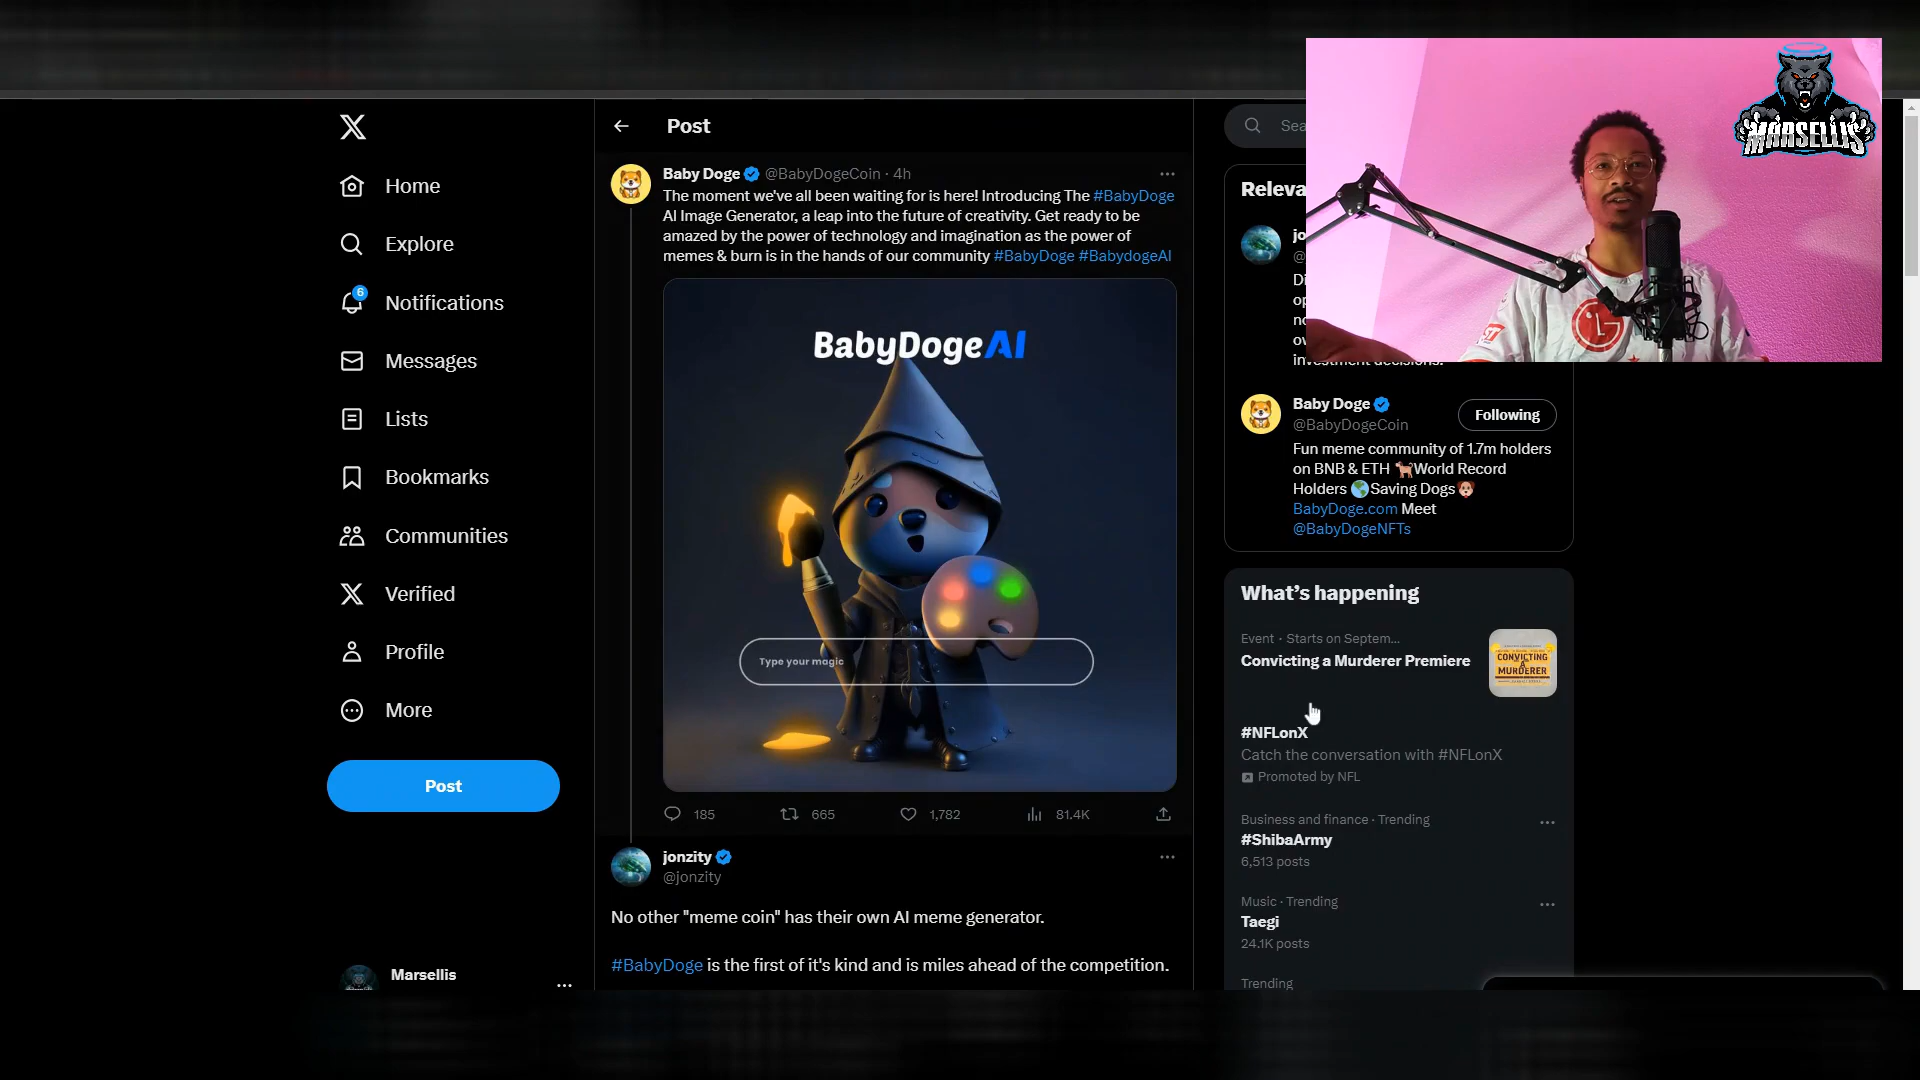 Home
Explore
6
Notifications
Messages
Lists
Bookmarks
Communities
Verified
Profile
More
Post
Marsellis
Post
Baby Doge @BabyDogeCoin · 4h
The moment we've all been waiting for is here! Introducing The #BabyDoge
AI Image Generator, a leap into the future of creativity. Get ready to be
amazed by the power of technology and imagination as the power of
memes & burn is in the hands of our community #BabyDoge #BabydogeAI
BabyDogeAI
Type your magic
185 665 1,782 81.4K
jonzity
@jonzity
No other "meme coin" has their own AI meme generator.
#BabyDoge is the first of it's kind and is miles ahead of the competition.
MARSELLIS
LG
investment decisions.
Baby Doge
@BabyDogeCoin
Following
Fun meme community of 1.7m holders
on BNB & ETH World Record
Holders Saving Dogs
BabyDoge.com Meet
@BabyDogeNFTs
What's happening
Event · Starts on Septem...
Convicting a Murderer Premiere
CONVICTING
A
MURDERER
#NFLonX
Catch the conversation with #NFLonX
Promoted by NFL
Business and finance · Trending
#ShibaArmy
6,513 posts
Music · Trending
Taegi
24.1K posts
Trending